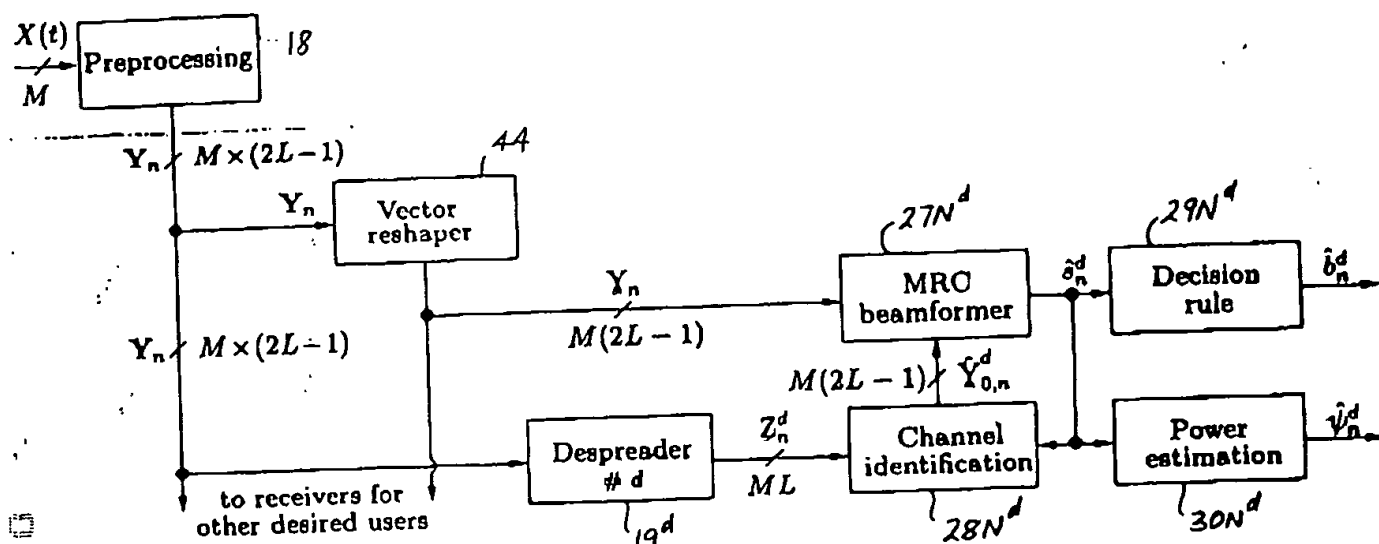 X(t)
M
Preprocessing
18
Y_n M×(2L−1)
Y_n
Vector
reshaper
44
Y_n
M(2L − 1)
MRC
beamformer
27N^d
ŝ_n^d
Decision
rule
29N^d
b̂_n^d
Y_n M×(2L−1)
M(2L − 1) Ŷ_{0,n}^d
Despreader
# d
19^d
Z_n^d
ML
Channel
identification
28N^d
Power
estimation
30N^d
ψ̂_n^d
to receivers for
other desired users